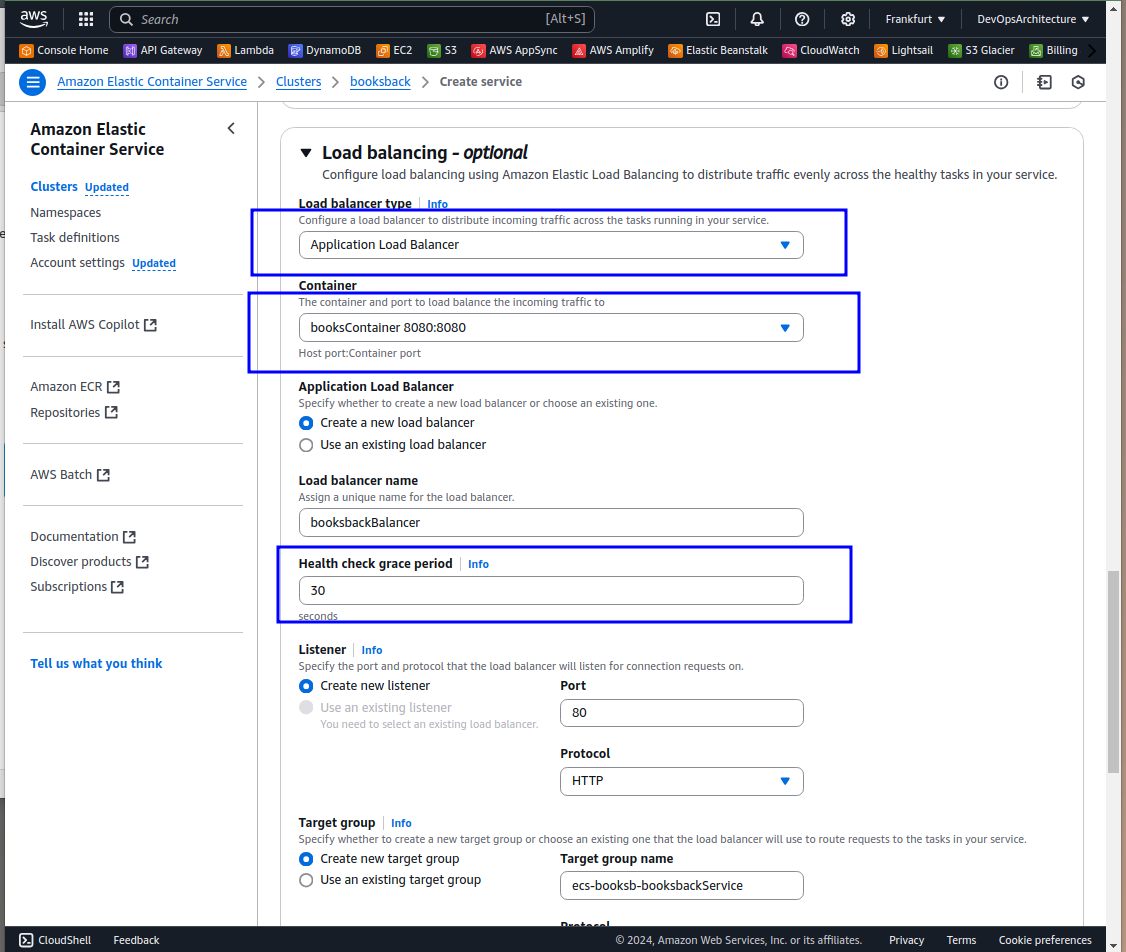 aws
Search
[Alt+S]
Frankfurt
DevOpsArchitecture
Console Home
API Gateway
Lambda
DynamoDB
EC2
S3
AWS AppSync
AWS Amplify
Elastic Beanstalk
CloudWatch
Lightsail
S3 Glacier
Billing
Amazon Elastic Container Service
Clusters
booksback
Create service
Amazon Elastic
Container Service
Clusters Updated
Namespaces
Task definitions
Account settings Updated
Install AWS Copilot
Amazon ECR
Repositories
AWS Batch
Documentation
Discover products
Subscriptions
Tell us what you think
Load balancing - optional
Configure load balancing using Amazon Elastic Load Balancing to distribute traffic evenly across the healthy tasks in your service.
Load balancer type Info
Configure a load balancer to distribute incoming traffic across the tasks running in your service.
Application Load Balancer
Container
The container and port to load balance the incoming traffic to
booksContainer 8080:8080
Host port:Container port
Application Load Balancer
Specify whether to create a new load balancer or choose an existing one.
Create a new load balancer
Use an existing load balancer
Load balancer name
Assign a unique name for the load balancer.
booksbackBalancer
Health check grace period Info
30
seconds
Listener Info
Specify the port and protocol that the load balancer will listen for connection requests on.
Create new listener
Use an existing listener
You need to select an existing load balancer.
Port
80
Protocol
HTTP
Target group Info
Specify whether to create a new target group or choose an existing one that the load balancer will use to route requests to the tasks in your service.
Create new target group
Use an existing target group
Target group name
ecs-booksb-booksbackService
Protocol
CloudShell
Feedback
© 2024, Amazon Web Services, Inc. or its affiliates.
Privacy
Terms
Cookie preferences